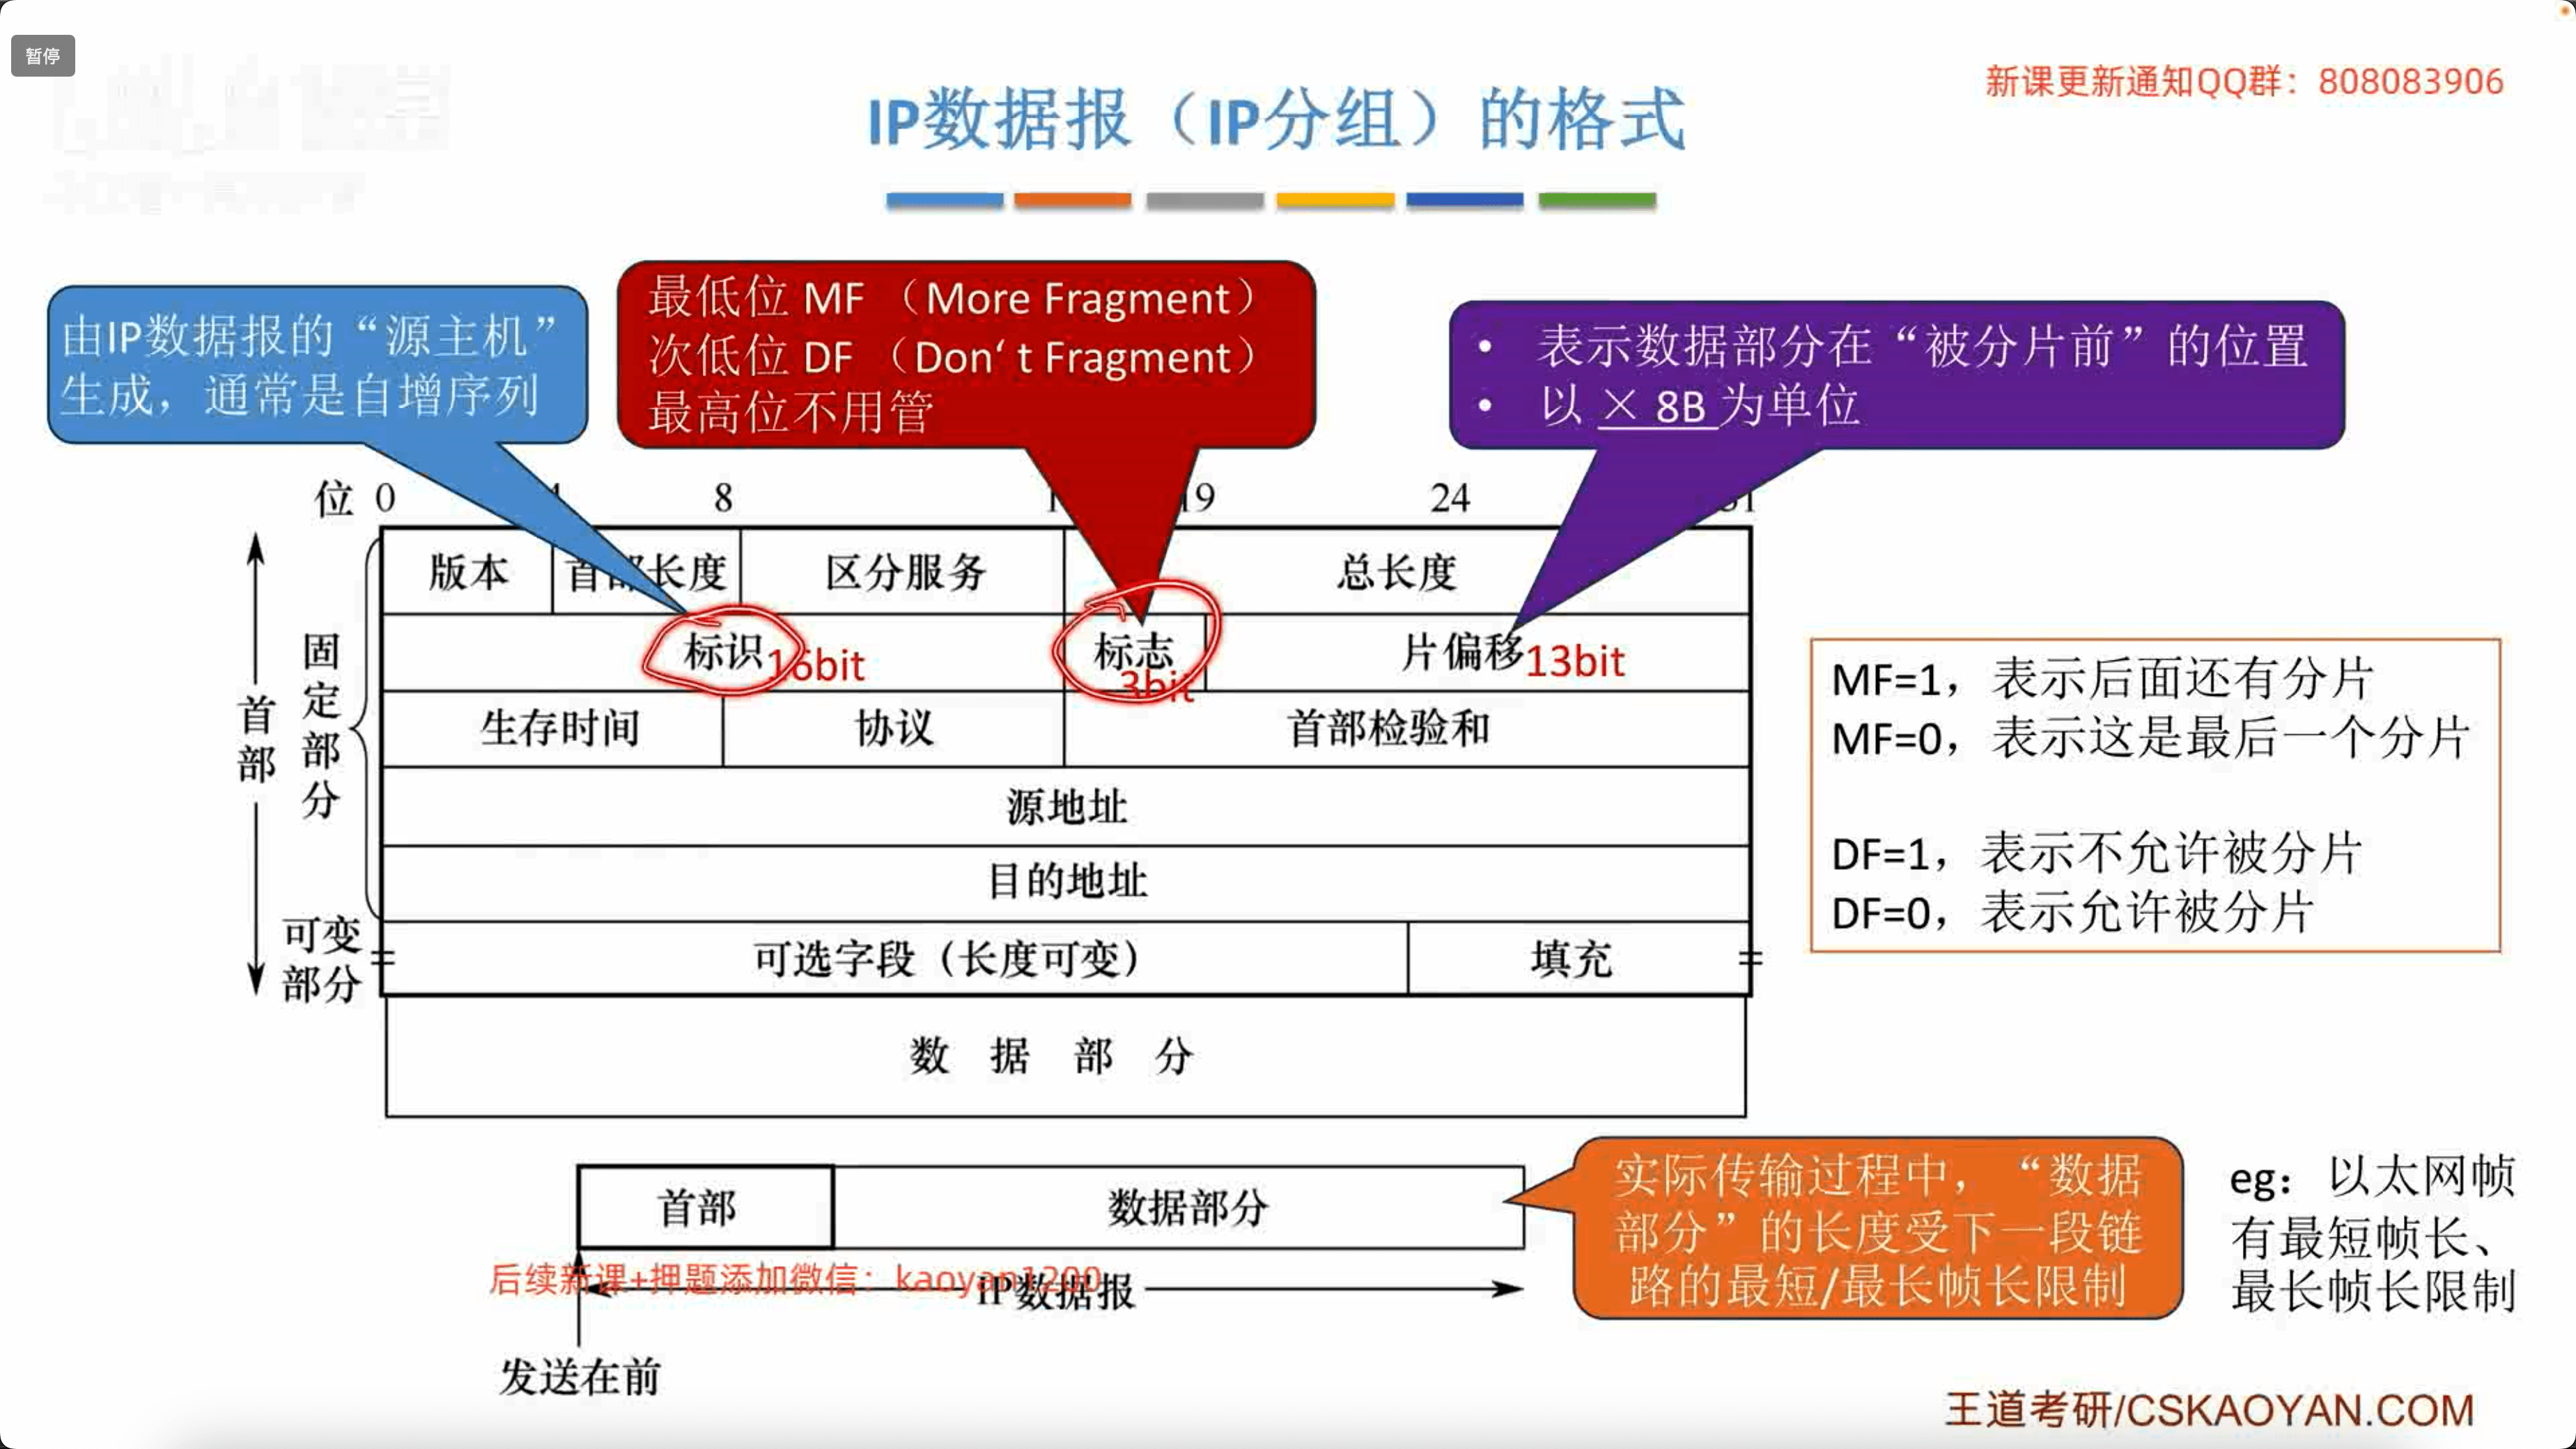 暂停
新课更新通知QQ群：808083906
IP数据报（IP分组）的格式
由IP数据报的“源主机”
生成，通常是自增序列
最低位 MF （More Fragment）
次低位 DF （Don‘t Fragment）
最高位不用管
• 表示数据部分在“被分片前”的位置
• 以 × 8B 为单位
位 0 8 19 24
版本 首部长度 区分服务 总长度
标识 16bit 标志 3bit 片偏移 13bit
生存时间 协议 首部检验和
源地址
目的地址
可选字段（长度可变） 填充
数据部分
首部
固定部分
可变
部分
MF=1，表示后面还有分片
MF=0，表示这是最后一个分片
DF=1，表示不允许被分片
DF=0，表示允许被分片
首部 数据部分
后续新课+押题添加微信：kaoyan1200
IP数据报
发送在前
实际传输过程中，“数据
部分”的长度受下一段链
路的最短/最长帧长限制
eg：以太网帧
有最短帧长、
最长帧长限制
王道考研/CSKAOYAN.COM